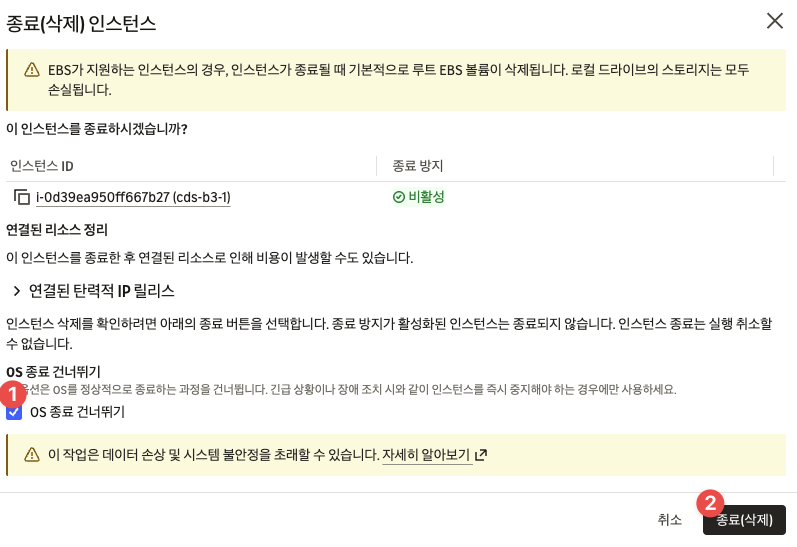 종료(삭제) 인스턴스
EBS가 지원하는 인스턴스의 경우, 인스턴스가 종료될 때 기본적으로 루트 EBS 볼륨이 삭제됩니다. 로컬 드라이브의 스토리지는 모두
손실됩니다.
이 인스턴스를 종료하시겠습니까?
인스턴스 ID 종료 방지
i-0d39ea950ff667b27 (cds-b3-1) 비활성
연결된 리소스 정리
이 인스턴스를 종료한 후 연결된 리소스로 인해 비용이 발생할 수도 있습니다.
연결된 탄력적 IP 릴리스
인스턴스 삭제를 확인하려면 아래의 종료 버튼을 선택합니다. 종료 방지가 활성화된 인스턴스는 종료되지 않습니다. 인스턴스 종료는 실행 취소할
수 없습니다.
OS 종료 건너뛰기
션은 OS를 정상적으로 종료하는 과정을 건너뜁니다. 긴급 상황이나 장애 조치 시와 같이 인스턴스를 즉시 중지해야 하는 경우에만 사용하세요.
1
OS 종료 건너뛰기
이 작업은 데이터 손상 및 시스템 불안정을 초래할 수 있습니다. 자세히 알아보기
2
취소 종료(삭제)